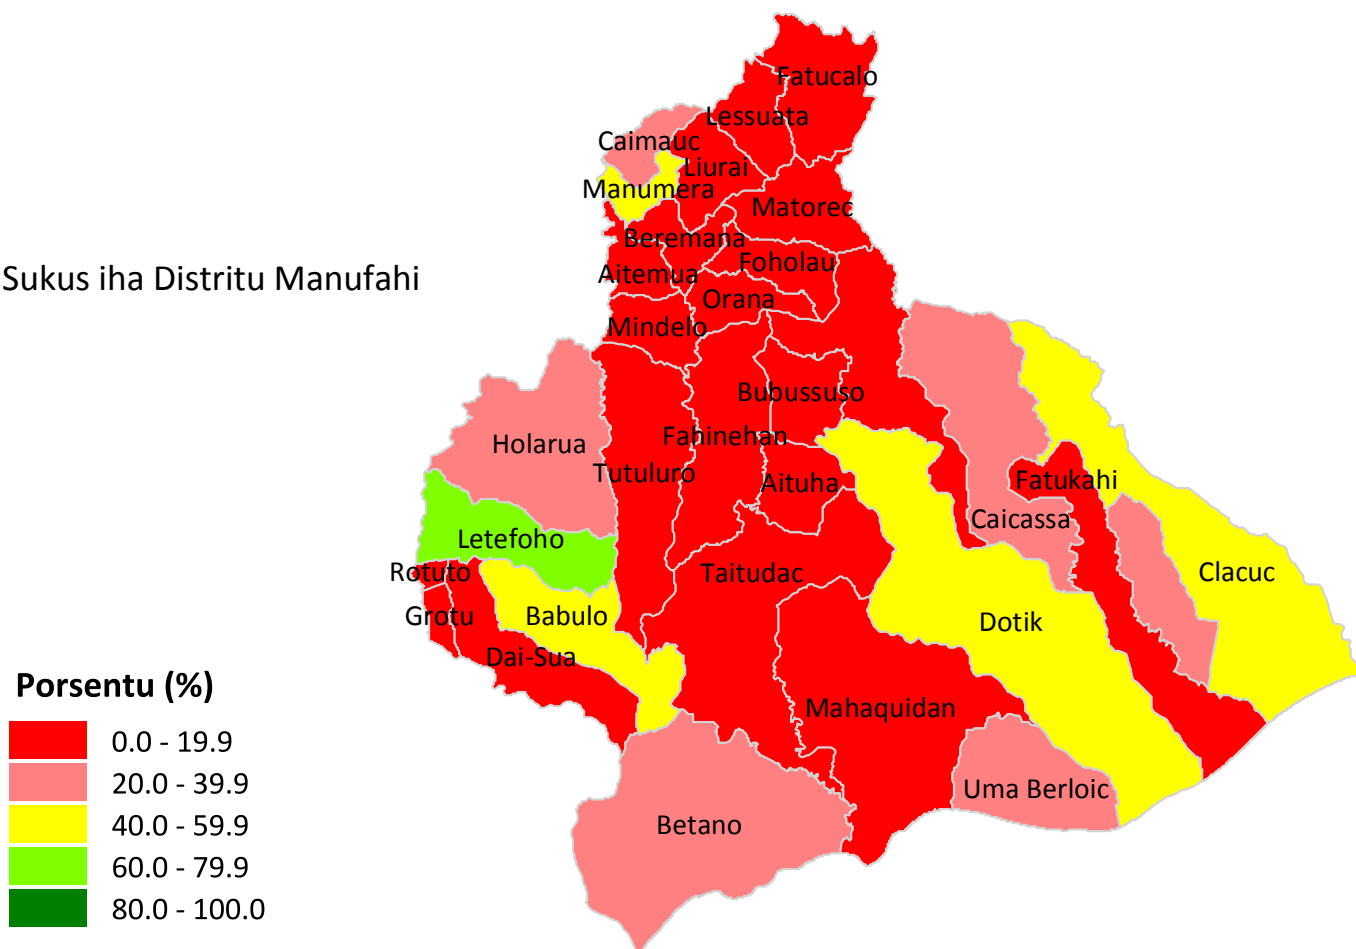 Fatucalo
Lessuata
Caimauc
Liurai
Manumera
Matorec
Beremana
Foholau
Aitemua
Sukus iha Distritu Manufahi
Orana
Mindelo
Bubussuso
Fahinehan
Holarua
Tutuluro
Fatukahi
Aituha
Caicassa
Letefoho
Rotuto
Taitudac
Clacuc
Grotu
Babulo
Dotik
Dai-Sua
Porsentu (%)
Mahaquidan
0.0 - 19.9
20.0 - 39.9
Uma Berloic
40.0 - 59.9
Betano
60.0 - 79.9
80.0 - 100.0